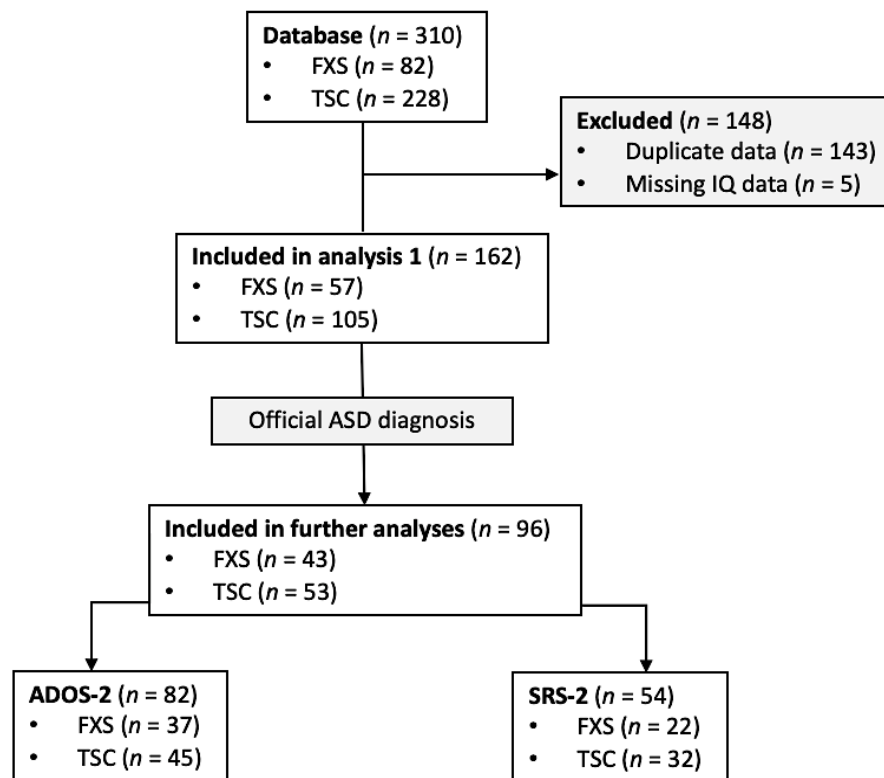 Database (n = 310)
• FXS (n = 82)
• TSC (n = 228)
Excluded (n = 148)
• Duplicate data (n = 143)
• Missing IQ data (n = 5)
Included in analysis 1 (n = 162)
• FXS (n = 57)
• TSC (n = 105)
Official ASD diagnosis
Included in further analyses (n = 96)
• FXS (n = 43)
• TSC (n = 53)
ADOS-2 (n = 82)
• FXS (n = 37)
• TSC (n = 45)
SRS-2 (n = 54)
• FXS (n = 22)
• TSC (n = 32)